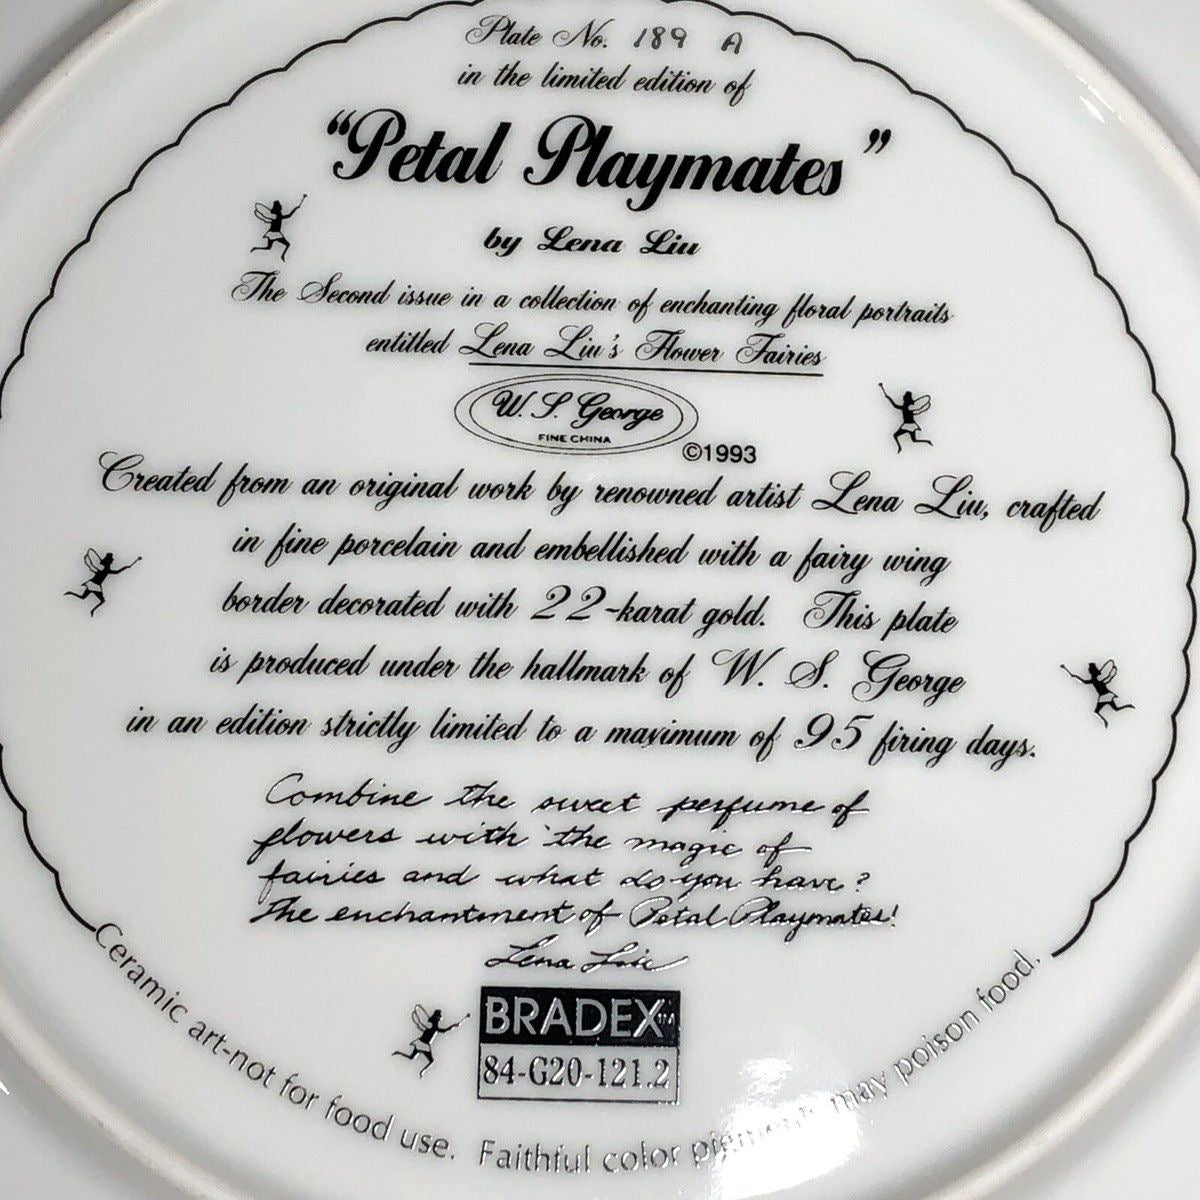 Plate No. 189 A
in the limited edition of
“Petal Playmates”
by Lena Liu
The Second issue in a collection of enchanting floral portraits
entitled Lena Liu's Flower Fairies
W. S. George
FINE CHINA
©1993
Created from an original work by renowned artist Lena Liu, crafted
in fine porcelain and embellished with a fairy wing
border decorated with 22-karat gold. This plate
is produced under the hallmark of W. S. George
in an edition strictly limited to a maximum of 95 firing days.
Combine the sweet perfume of
flowers with the magic of
fairies and what do you have?
The enchantment of Petal Playmates!
Lena Liu
BRADEX™
84-G20-121.2
Ceramic art-not for food use. Faithful color pigments may poison food.